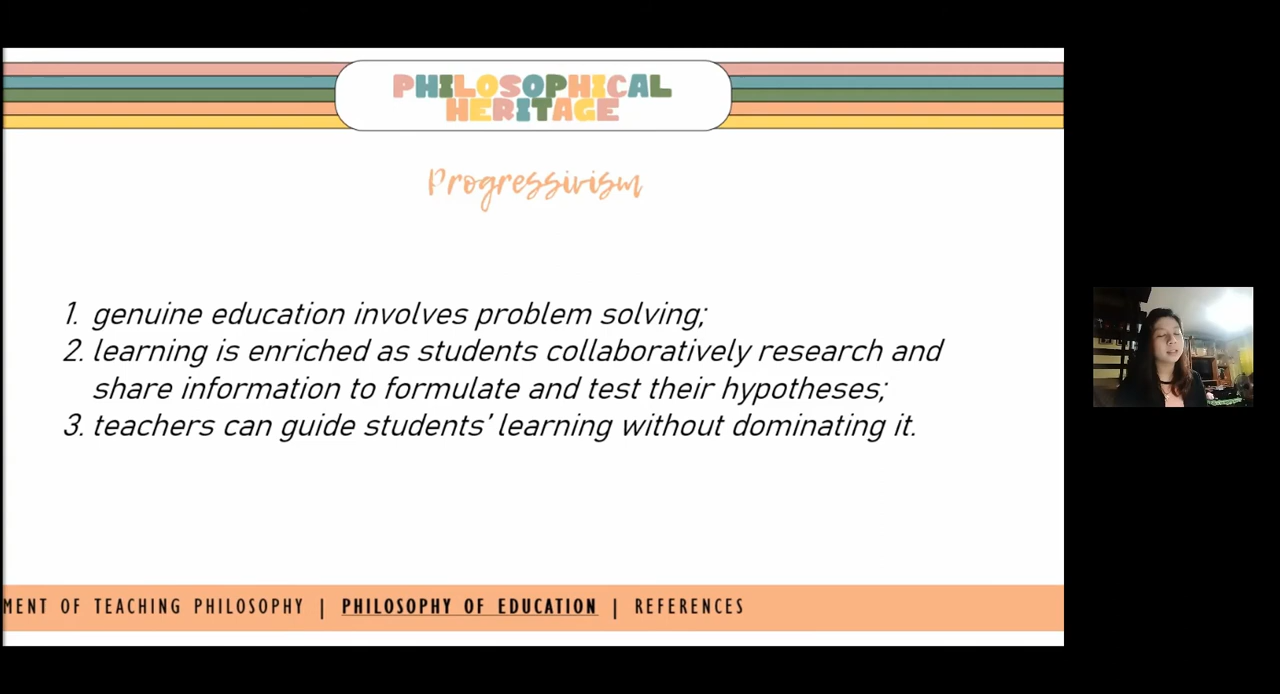 PHILOSOPHICAL
HERITAGE
Progressivism
1. genuine education involves problem solving;
2. learning is enriched as students collaboratively research and
share information to formulate and test their hypotheses;
3. teachers can guide students' learning without dominating it.
MENT OF TEACHING PHILOSOPHY | PHILOSOPHY OF EDUCATION | REFERENCES